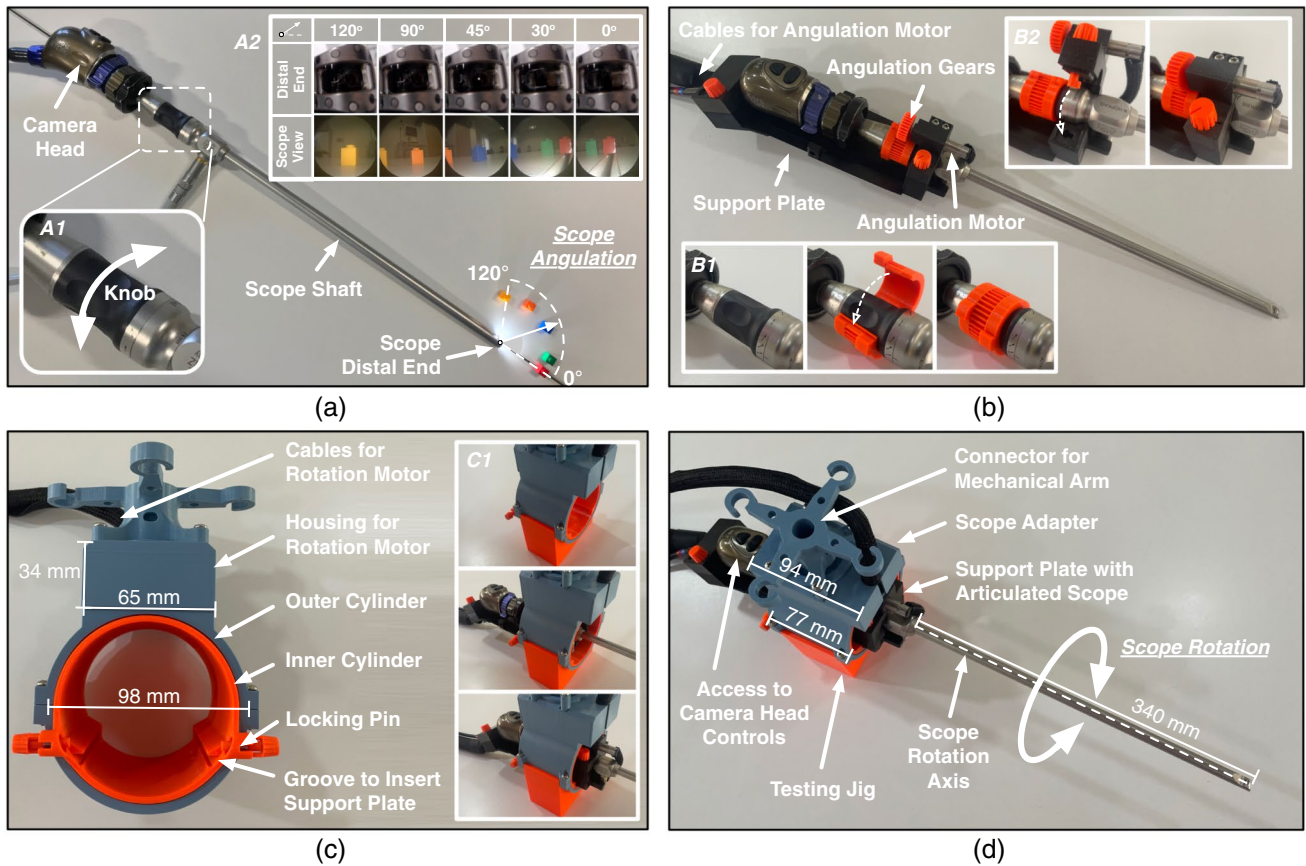 A2
120° 90° 45° 30° 0°
Distal
End
Scope
View
Camera
Head
A1
Knob
Scope Shaft
Scope
Angulation
120°
Scope
Distal End
0°
(a)
Cables for Angulation Motor
Angulation
Gears
B2
Support Plate
Angulation Motor
B1
(b)
Cables for
Rotation Motor
Housing for
Rotation Motor
34 mm
65 mm
Outer Cylinder
Inner Cylinder
98 mm
Locking Pin
Groove to Insert
Support Plate
C1
(c)
Connector for
Mechanical Arm
Scope Adapter
94 mm
Support Plate with
Articulated Scope
77 mm
Scope Rotation
Access to
Camera Head
Controls
Scope
Rotation
Axis
340 mm
Testing Jig
(d)